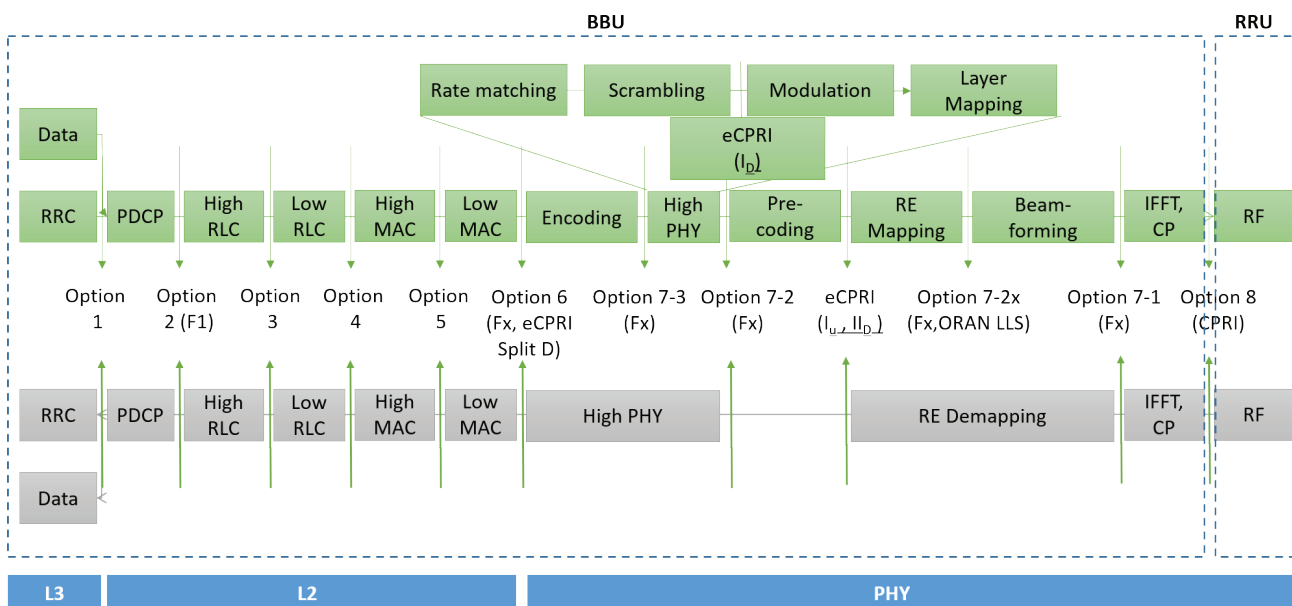 BBU
RRU
Rate matching
Scrambling
Modulation
Layer
Mapping
Data
eCPRI
(I_D)
RRC
PDCP
High
RLC
Low
RLC
High
MAC
Low
MAC
Encoding
High
PHY
Pre-
coding
RE
Mapping
Beam-
forming
IFFT,
CP
RF
Option
1
Option
2 (F1)
Option
3
Option
4
Option
5
Option 6
(Fx, eCPRI
Split D)
Option 7-3
(Fx)
Option 7-2
(Fx)
eCPRI
(I_u , II_D)
Option 7-2x
(Fx,ORAN LLS)
Option 7-1
(Fx)
Option 8
(CPRI)
RRC
PDCP
High
RLC
Low
RLC
High
MAC
Low
MAC
High PHY
RE Demapping
IFFT,
CP
RF
Data
L3
L2
PHY